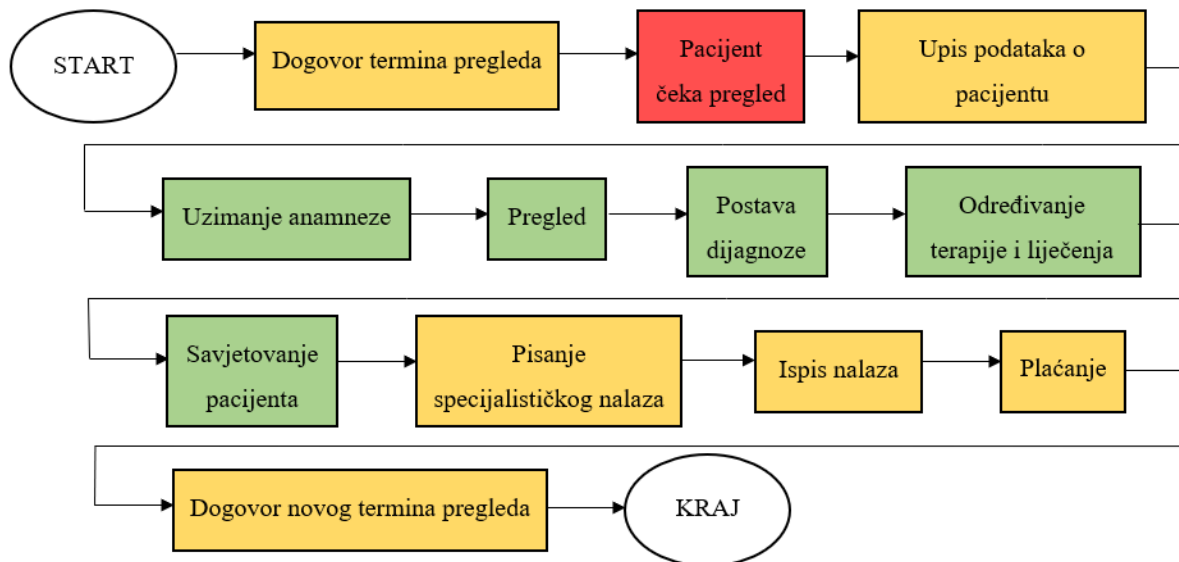 START
Dogovor termina pregleda
Pacijent
čeka pregled
Upis podataka o
pacijentu
Uzimanje anamneze
Pregled
Postava
dijagnoze
Određivanje
terapije i liječenja
Savjetovanje
pacijenta
Pisanje
specijalističkog nalaza
Ispis nalaza
Plaćanje
Dogovor novog termina pregleda
KRAJ